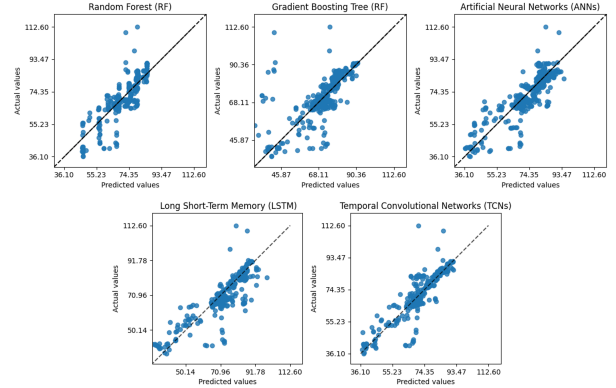 Random Forest (RF)
112.60
93.47
74.35
55.23
36.10
Actual values
36.10 55.23 74.35 93.47 112.60
Predicted values
Gradient Boosting Tree (RF)
112.60
90.36
68.11
45.87
Actual values
45.87 68.11 90.36 112.60
Predicted values
Artificial Neural Networks (ANNs)
112.60
93.47
74.35
55.23
36.10
Actual values
36.10 55.23 74.35 93.47 112.60
Predicted values
Long Short-Term Memory (LSTM)
112.60
91.78
70.96
50.14
Actual values
50.14 70.96 91.78 112.60
Predicted values
Temporal Convolutional Networks (TCNs)
112.60
93.47
74.35
55.23
36.10
Actual values
36.10 55.23 74.35 93.47 112.60
Predicted values